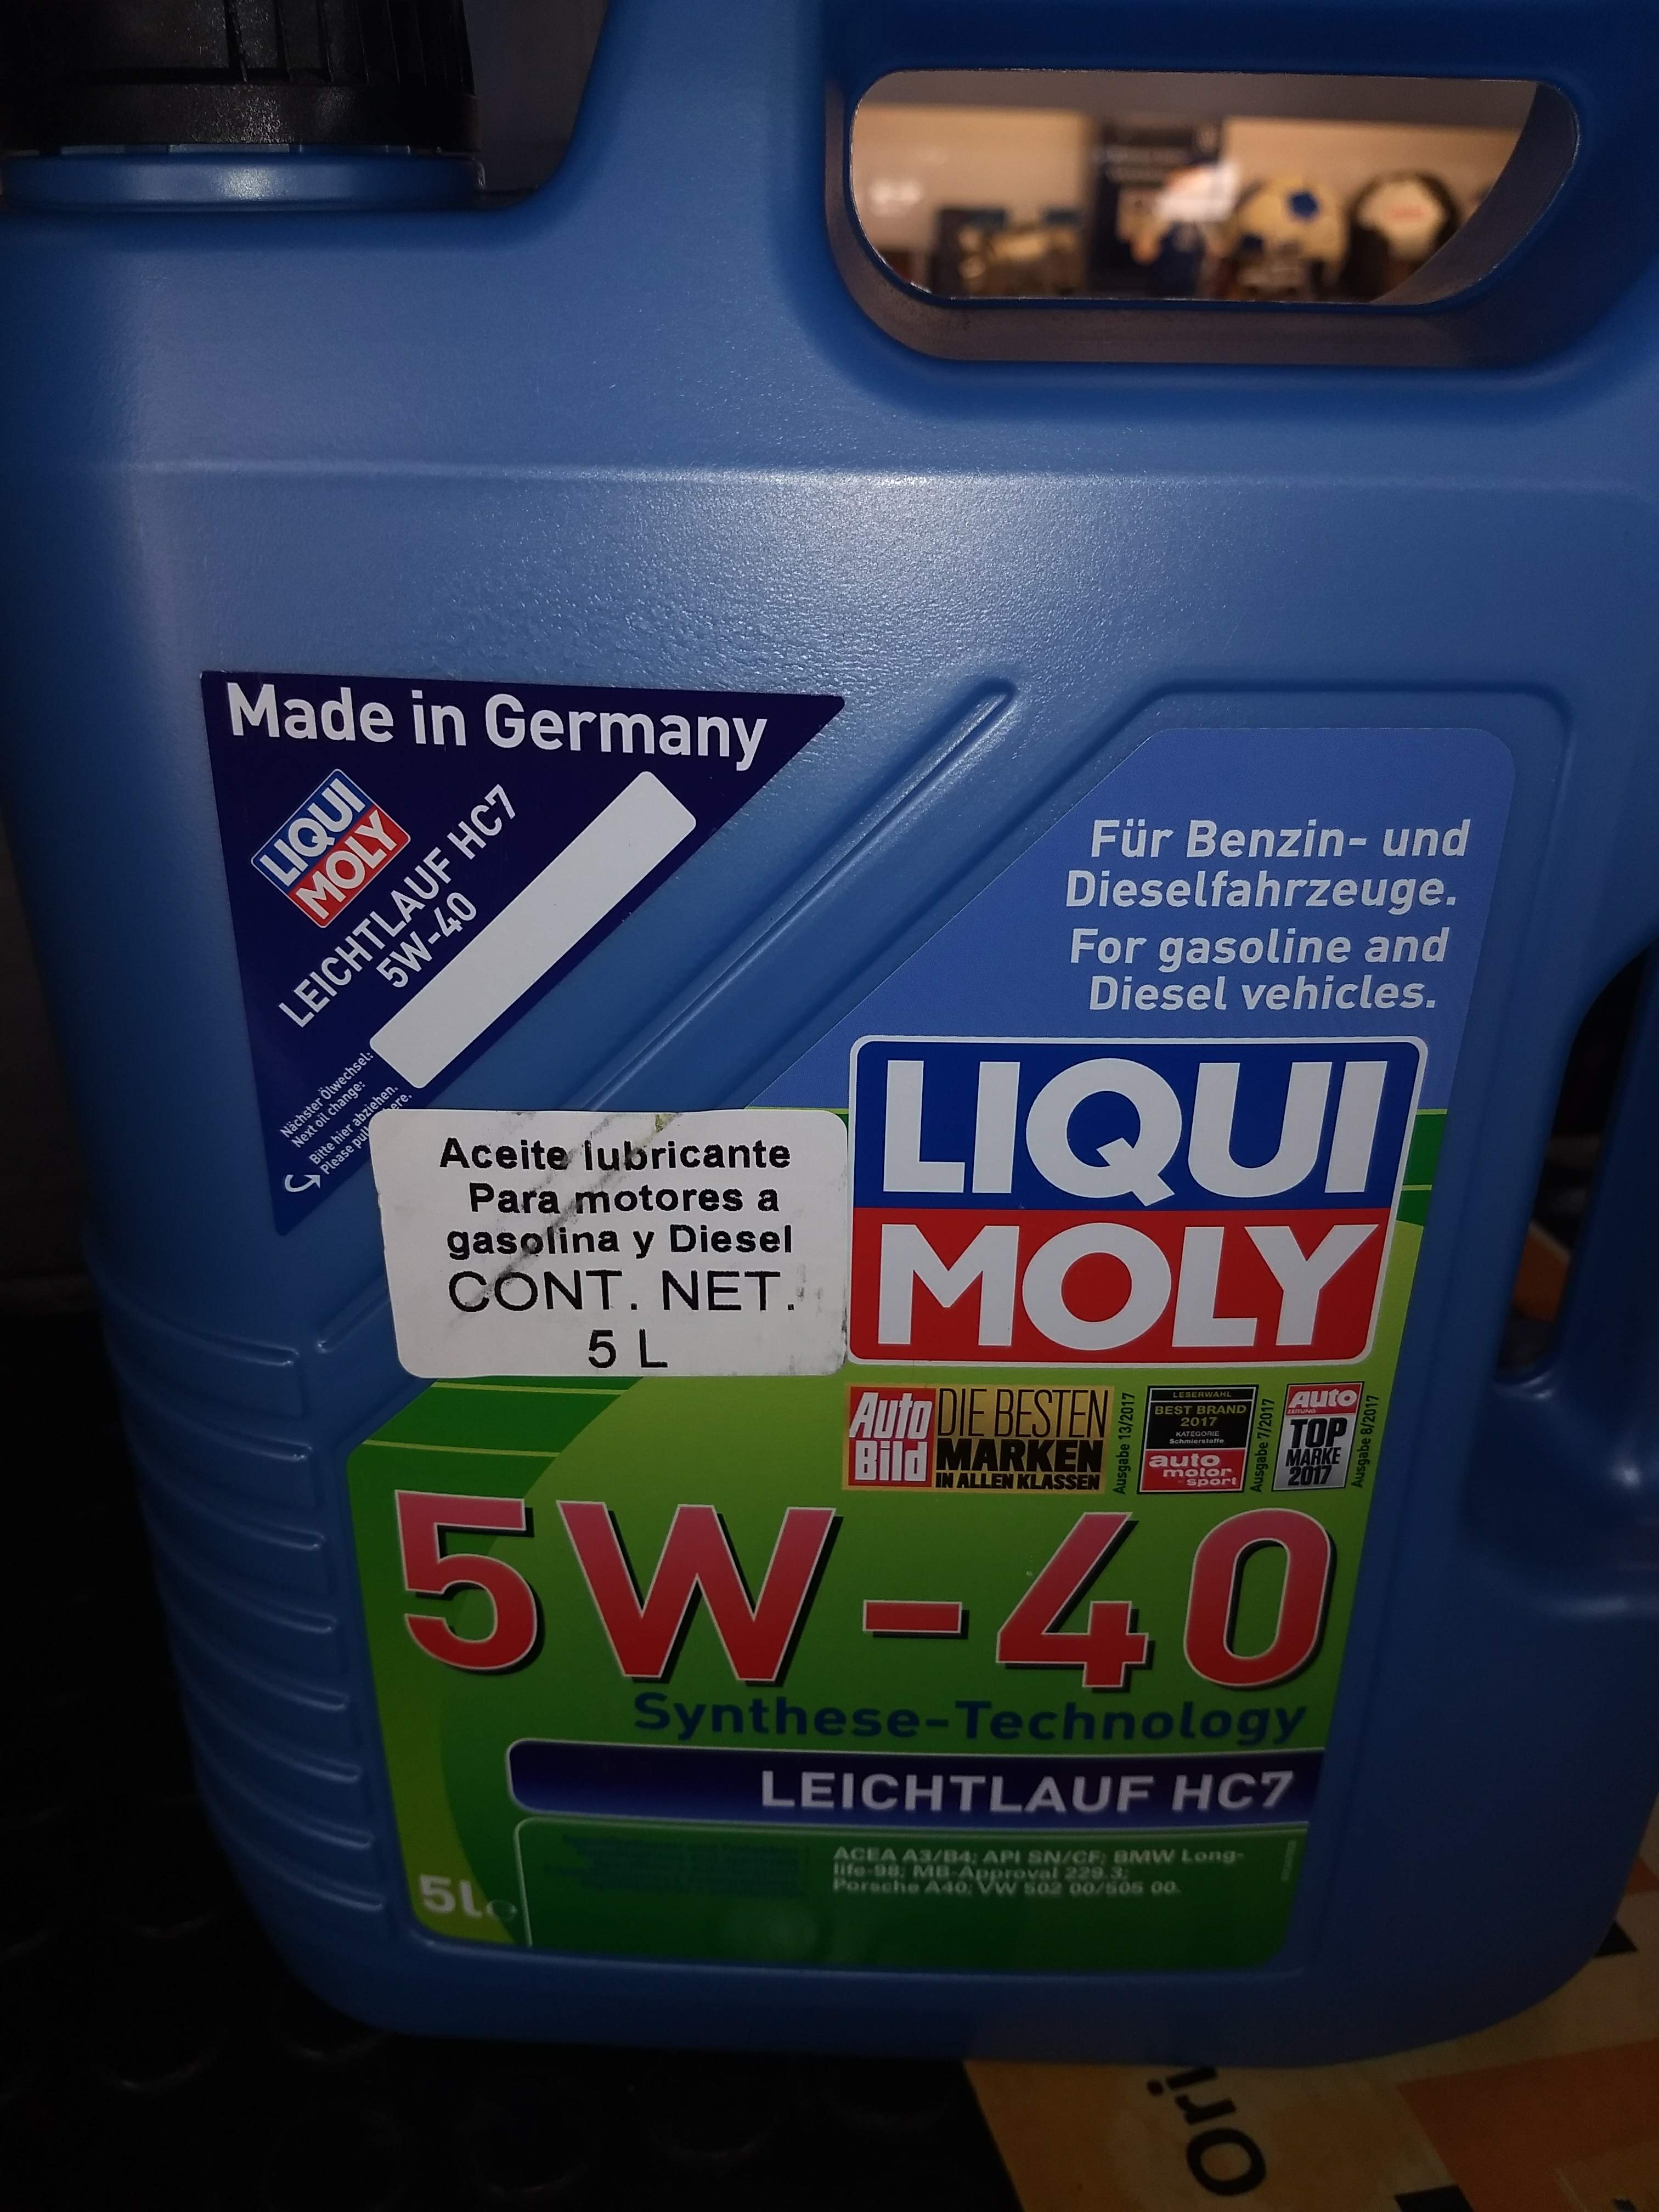 Made in Germany
LIQUI
MOLY
LEICHTLAUF HC7
5W-40
Nächster Ölwechsel:
Next oil change:
Bitte hier abziehen.
Please
Für Benzin- und
Dieselfahrzeuge.
For gasoline and
Diesel vehicles.
LIQUI
MOLY
Aceite lubricante
Para motores a
gasolina y Diesel
CONT. NET.
5 L
Auto
Bild
DIE BESTEN
MARKEN
IN ALLEN KLASSEN
Ausgabe 13/2017
LESERWAHL
BEST BRAND
2017
KATEGORIE
Schmierstoffe
auto
motor
sport
Ausgabe 7/2017
Auto
ZEITUNG
TOP
MARKE
2017
Ausgabe 8/2017
5W-40
Synthese-Technology
LEICHTLAUF HC7
ACEA A3/B4; API SN/CF; BMW Long-
life-98; MB-Approval 229.3;
Porsche A40; VW 502 00/505 00.
5L e
Ori